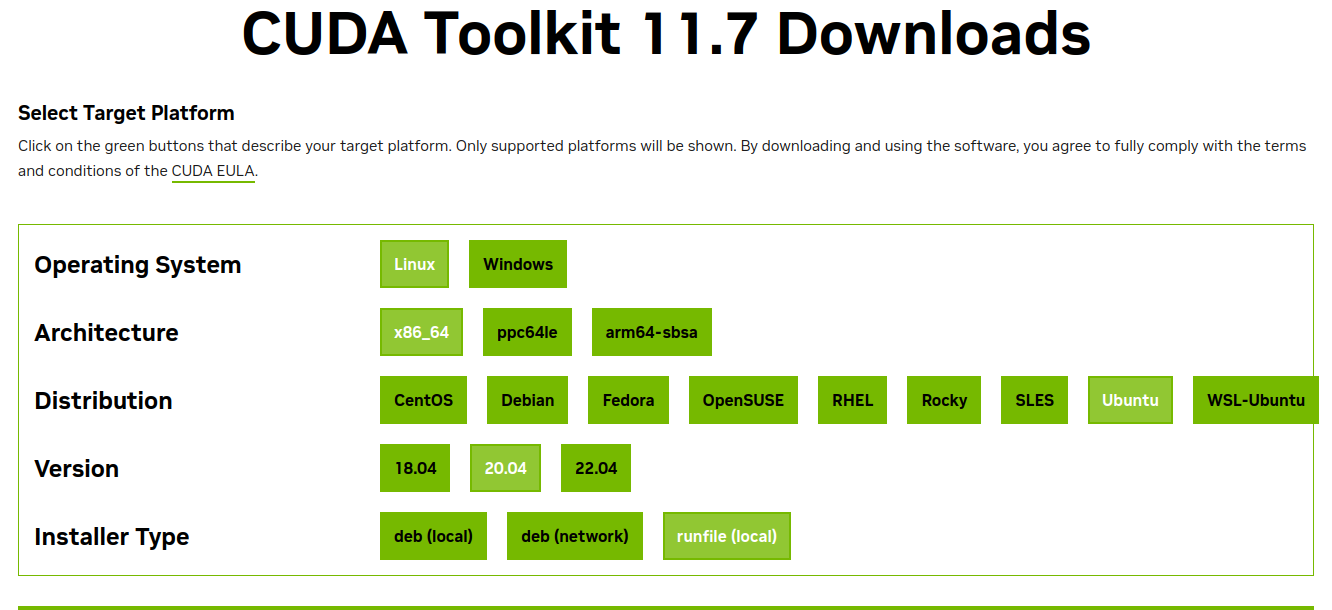 CUDA Toolkit 11.7 Downloads
Select Target Platform
Click on the green buttons that describe your target platform. Only supported platforms will be shown. By downloading and using the software, you agree to fully comply with the terms
and conditions of the CUDA EULA.
Operating System Linux Windows
Architecture x86_64 ppc64le arm64-sbsa
Distribution CentOS Debian Fedora OpenSUSE RHEL Rocky SLES Ubuntu WSL-Ubuntu
Version 18.04 20.04 22.04
Installer Type deb (local) deb (network) runfile (local)